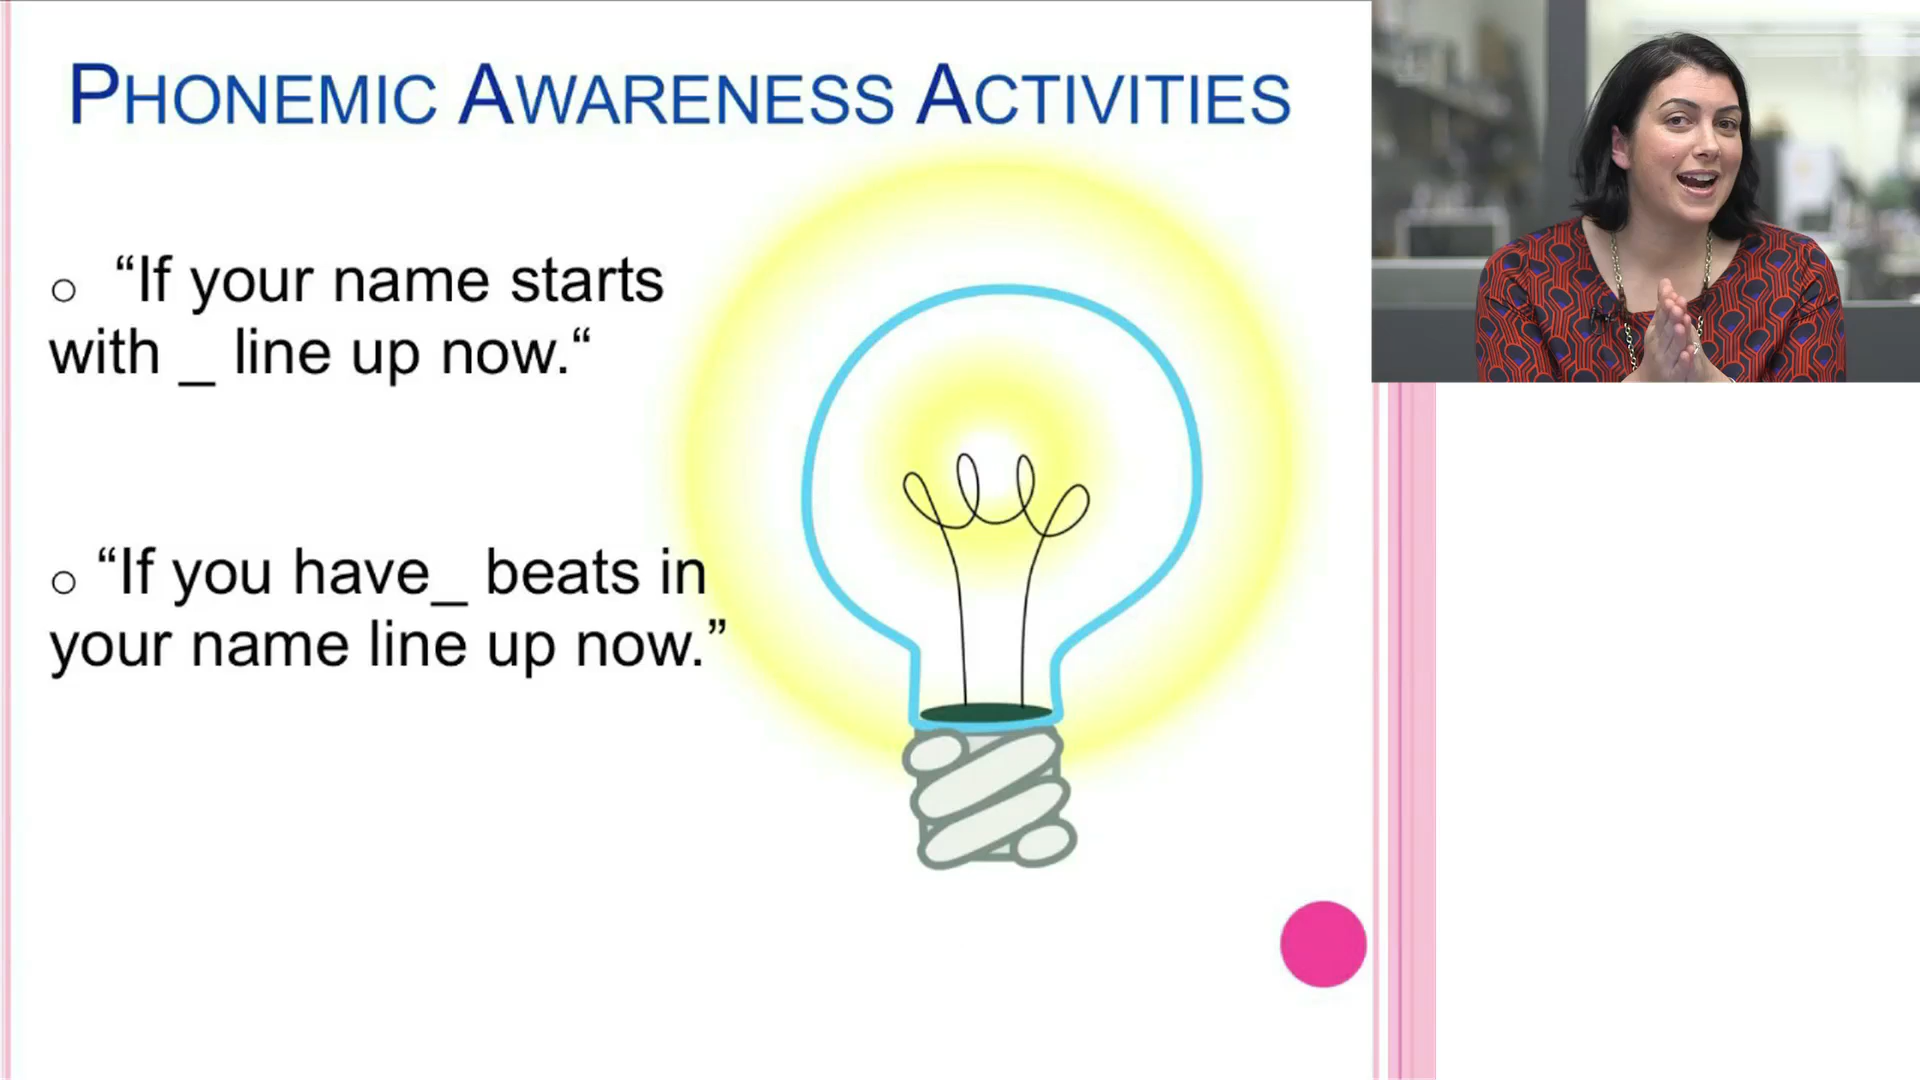 PHONEMIC AWARENESS ACTIVITIES
“If your name starts
with _ line up now.“
“If you have_ beats in
your name line up now.”